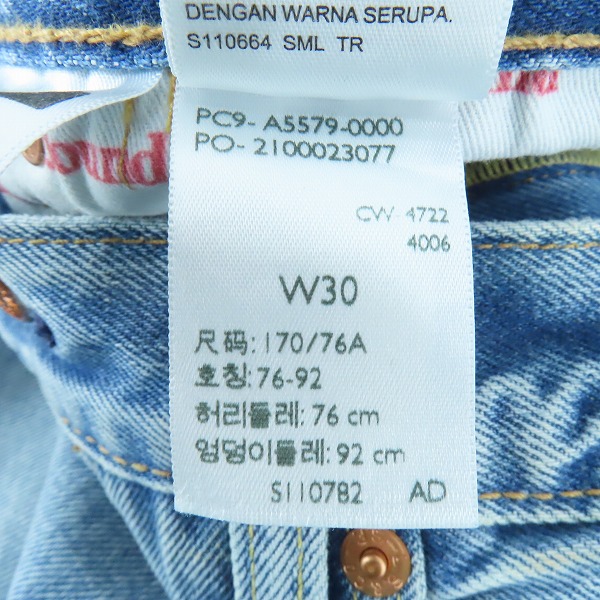 DENGAN WARNA SERUPA.
S110664 SML TR
PC9- A5579-0000
PO- 2100023077
CW- 4722
4006
W30
尺码: 170/76A
호칭: 76-92
허리둘레: 76 cm
엉덩이둘레: 92 cm
S110782 AD